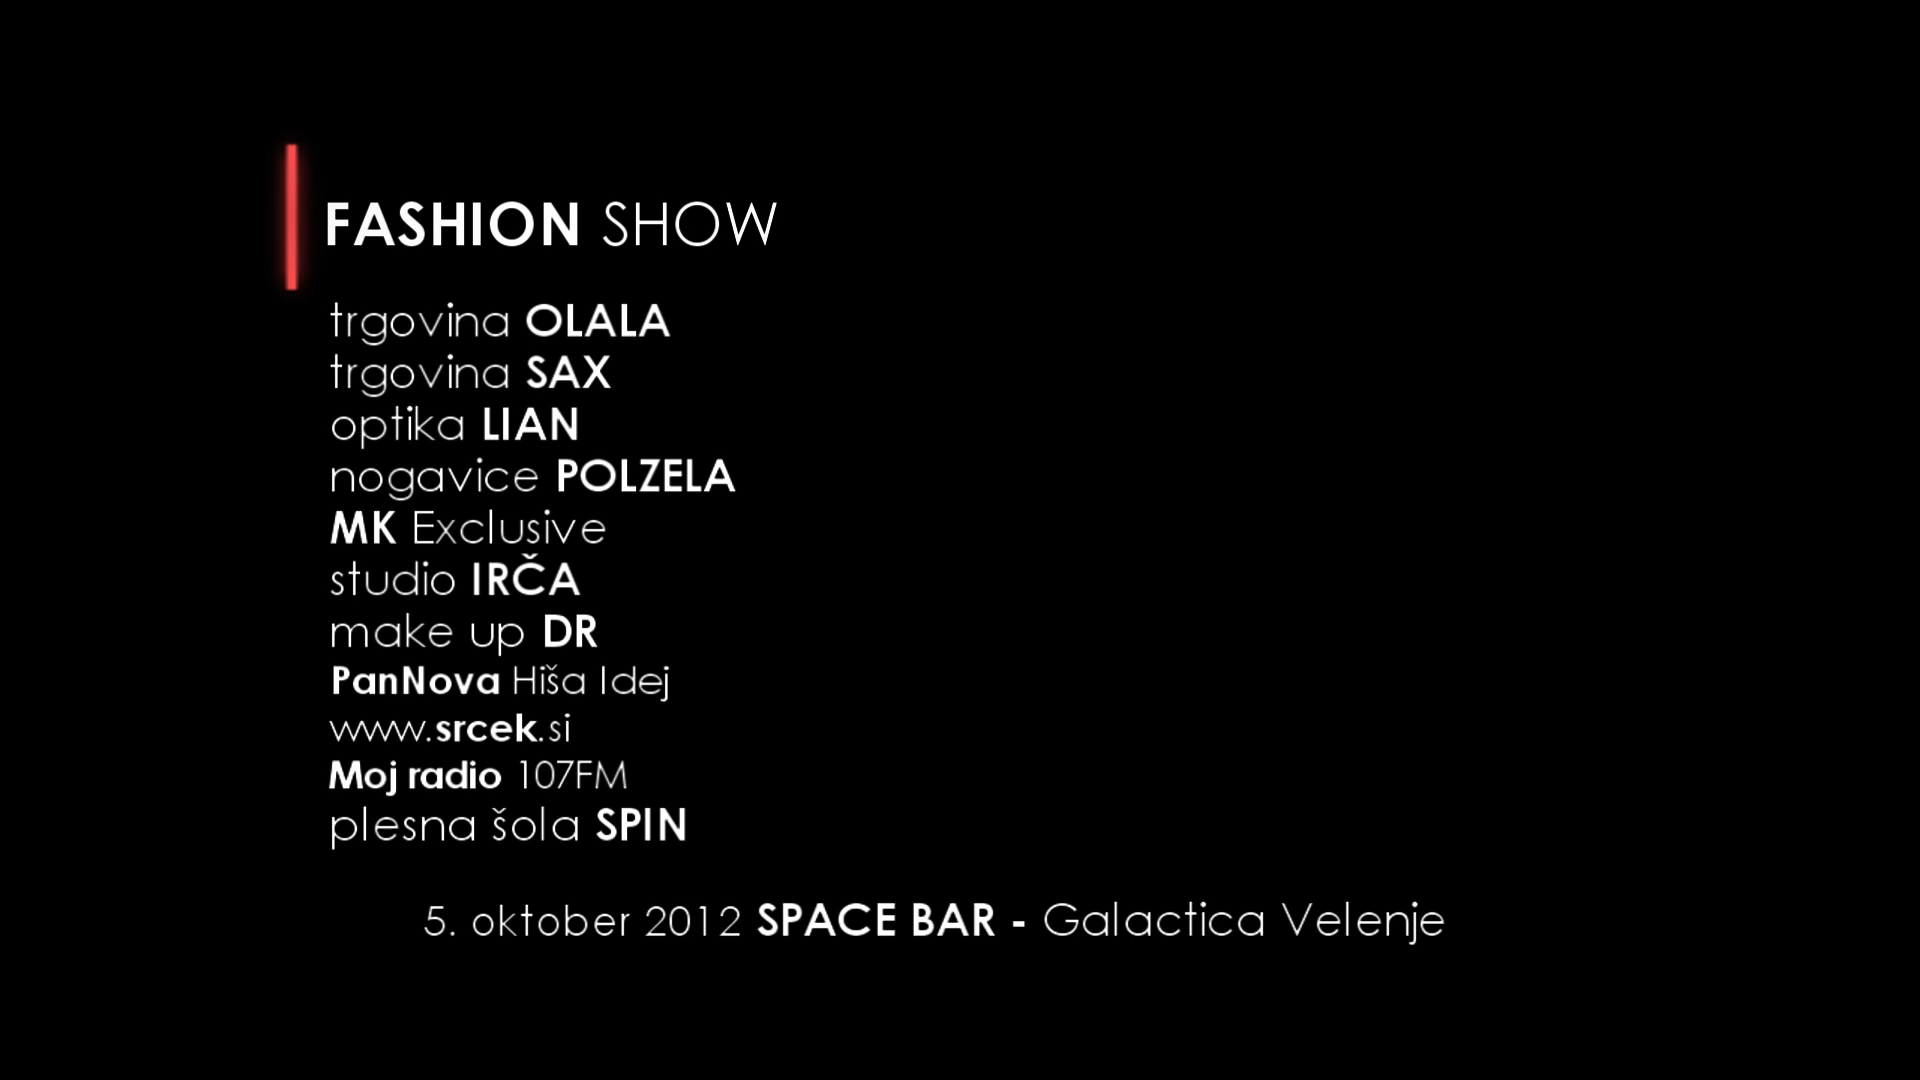 FASHION SHOW
trgovina OLALA
trgovina SAX
optika LIAN
nogavice POLZELA
MK Exclusive
studio IRČA
make up DR
PanNova Hiša Idej
www.srcek.si
Moj radio 107FM
plesna šola SPIN
5. oktober 2012 SPACE BAR - Galactica Velenje